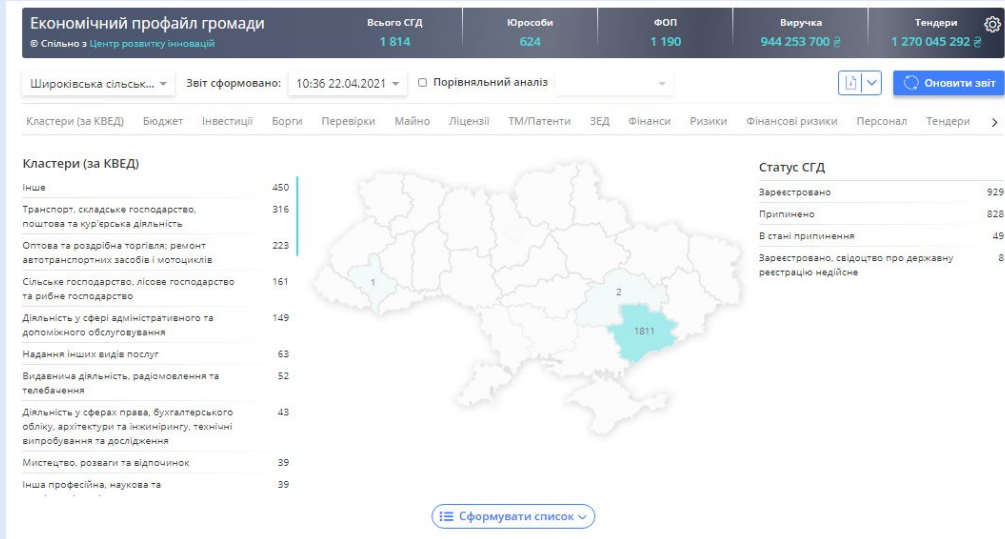 Економічний профайл громади
© Спільно з Центр розвитку інновацій
Всього СГД
1 814
Юрособи
624
ФОП
1 190
Виручка
944 253 700 ₴
Тендери
1 270 045 292 ₴
Широківська сільськ...
Звіт сформовано:
10:36 22.04.2021
Порівняльний аналіз
Оновити звіт
Кластери (за КВЕД) Бюджет Інвестиції Борги Перевірки Майно Ліцензії ТМ/Патенти ЗЕД Фінанси Ризики Фінансові ризики Персонал Тендери
Кластери (за КВЕД)
Інше 450
Транспорт, складське господарство, 316
поштова та кур'єрська діяльність
Оптова та роздрібна торгівля; ремонт 223
автотранспортних засобів і мотоциклів
Сільське господарство, лісове господарство 161
та рибне господарство
Діяльність у сфері адміністративного та 149
допоміжного обслуговування
Надання інших видів послуг 63
Видавнича діяльність, радіомовлення та 52
телебачення
Діяльність у сферах права, бухгалтерського 43
обліку, архітектури та інжинірингу, технічні
випробування та дослідження
Мистецтво, розваги та відпочинок 39
Інша професійна, наукова та 39
1
2
1811
Статус СГД
Зареєстровано 929
Припинено 828
В стані припинення 49
Зареєстровано, свідоцтво про державну 8
реєстрацію недійсне
Сформувати список